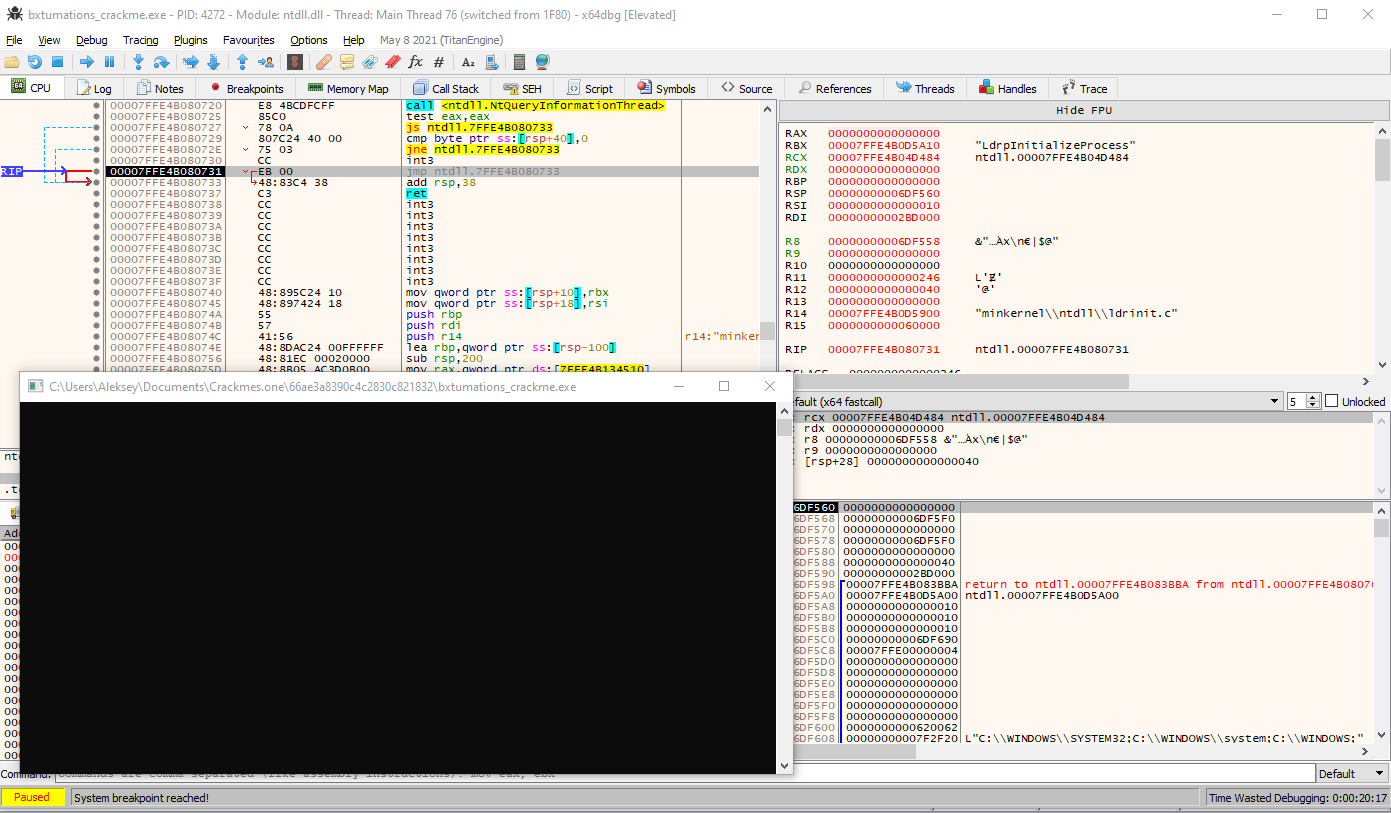 bxtumations_crackme.exe - PID: 4272 - Module: ntdll.dll - Thread: Main Thread 76 (switched from 1F80) - x64dbg [Elevated]
File View Debug Tracing Plugins Favourites Options Help May 8 2021 (TitanEngine)
CPU Log Notes Breakpoints Memory Map Call Stack SEH Script Symbols Source References Threads Handles Trace
00007FFE4B080720 E8 4BCDFCFF call <ntdll.NtQueryInformationThread>
00007FFE4B080725 85C0 test eax,eax
00007FFE4B080727 78 0A js ntdll.7FFE4B080733
00007FFE4B080729 807C24 40 00 cmp byte ptr ss:[rsp+40],0
00007FFE4B08072E 75 03 jne ntdll.7FFE4B080733
00007FFE4B080730 CC int3
RIP 00007FFE4B080731 EB 00 jmp ntdll.7FFE4B080733
00007FFE4B080733 48:83C4 38 add rsp,38
00007FFE4B080737 C3 ret
00007FFE4B080738 CC int3
00007FFE4B080739 CC int3
00007FFE4B08073A CC int3
00007FFE4B08073B CC int3
00007FFE4B08073C CC int3
00007FFE4B08073D CC int3
00007FFE4B08073E CC int3
00007FFE4B08073F CC int3
00007FFE4B080740 48:895C24 10 mov qword ptr ss:[rsp+10],rbx
00007FFE4B080745 48:897424 18 mov qword ptr ss:[rsp+18],rsi
00007FFE4B08074A 55 push rbp
00007FFE4B08074B 57 push rdi
00007FFE4B08074C 41:56 push r14 r14:"minker
00007FFE4B08074E 48:8DAC24 00FFFFFF lea rbp,qword ptr ss:[rsp-100]
00007FFE4B080756 48:81EC 00020000 sub rsp,200
48:8B05 AC3D0B00 mov rax,qword ptr ds:[7FFE4B134510]
Hide FPU
RAX 0000000000000000
RBX 00007FFE4B0D5A10 "LdrpInitializeProcess"
RCX 00007FFE4B04D484 ntdll.00007FFE4B04D484
RDX 0000000000000000
RBP 0000000000000000
RSP 00000000006DF560
RSI 0000000000000010
RDI 00000000002BD000
R8 00000000006DF558 &"…Àx\n€|$@"
R9 0000000000000000
R10 0000000000000000
R11 0000000000000246
R12 0000000000000040 '@'
R13 0000000000000000
R14 00007FFE4B0D5900 "minkernel\\ntdll\\ldrinit.c"
R15 0000000000060000
RIP 00007FFE4B080731 ntdll.00007FFE4B080731
RFLAGS 0000000000000246
efault (x64 fastcall) 5 Unlocked
: rcx 00007FFE4B04D484 ntdll.00007FFE4B04D484
: rdx 0000000000000000
: r8 00000000006DF558 &"…Àx\n€|$@"
: r9 0000000000000000
: [rsp+28] 0000000000000040
C:\Users\Aleksey\Documents\Crackmes.one\66ae3a8390c4c2830c821832\bxtumations_crackme.exe
6DF560 0000000000000000
6DF568 00000000006DF5F0
6DF570 0000000000000000
6DF578 00000000006DF5F0
6DF580 0000000000000000
6DF588 0000000000000040
6DF590 00000000002BD000
6DF598 00007FFE4B083BBA return to ntdll.00007FFE4B083BBA from ntdll.00007FFE4B08070
6DF5A0 00007FFE4B0D5A00 ntdll.00007FFE4B0D5A00
6DF5A8 0000000000000010
6DF5B0 0000000000000010
6DF5B8 0000000000000010
6DF5C0 00000000006DF690
6DF5C8 00007FFE00000004
6DF5D0 0000000000000000
6DF5D8 0000000000000000
6DF5E0 0000000000000000
6DF5E8 0000000000000000
6DF5F0 0000000000000000
6DF5F8 0000000000000000
6DF600 0000000000620062
6DF608 00000000007F2F20 L"C:\\WINDOWS\\SYSTEM32;C:\\WINDOWS\\system;C:\\WINDOWS;"
Command: Default
Paused System breakpoint reached! Time Wasted Debugging: 0:00:20:17